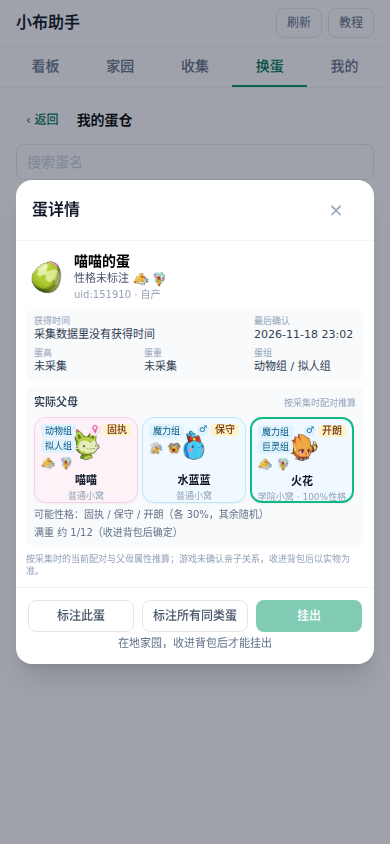 小布助手
刷新
教程
看板
家园
收集
换蛋
我的
‹ 返回
我的蛋仓
搜索蛋名
蛋详情
×
喵喵的蛋
性格未标注
uid:151910 · 自产
获得时间
最后确认
采集数据里没有获得时间
2026-11-18 23:02
蛋高
蛋重
蛋组
未采集
未采集
动物组 / 拟人组
实际父母
按采集时配对推算
动物组
♀
固执
拟人组
喵喵
普通小窝
魔力组
♂
保守
水蓝蓝
普通小窝
魔力组
♂
开朗
巨灵组
火花
学院小窝 · 100%性格
可能性格：固执 / 保守 / 开朗（各 30%，其余随机）
满重 约 1/12（收进背包后确定）
按采集时的当前配对与父母属性推算；游戏未确认亲子关系，收进背包后以实物为
准。
标注此蛋
标注所有同类蛋
挂出
在地家园，收进背包后才能挂出